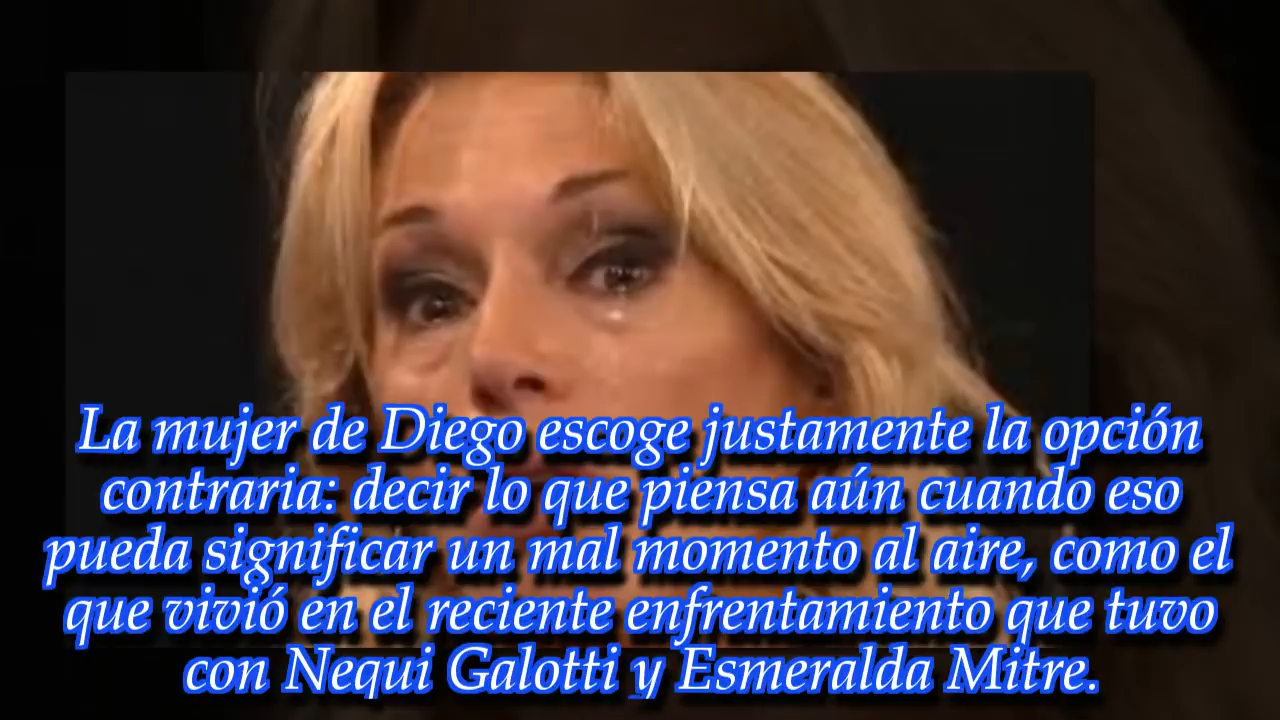 La mujer de Diego escoge justamente la opción
contraria: decir lo que piensa aún cuando eso
pueda significar un mal momento al aire, como el
que vivió en el reciente enfrentamiento que tuvo
con Nequi Galotti y Esmeralda Mitre.